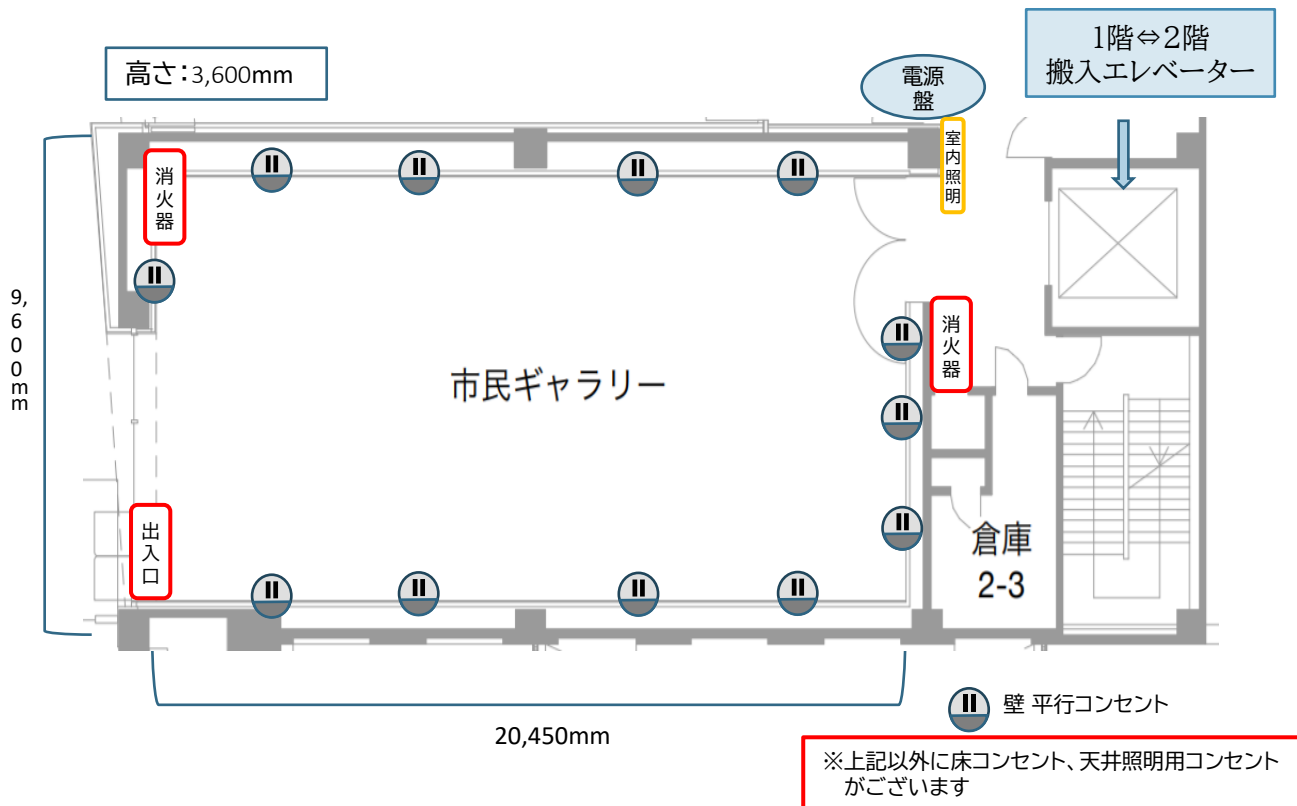 高さ：3,600mm
電源
盤
1階⇔2階
搬入エレベーター
室内照明
消火器
9,600mm
消火器
市民ギャラリー
出入口
倉庫
2-3
20,450mm
壁 平行コンセント
※上記以外に床コンセント、天井照明用コンセント
がございます